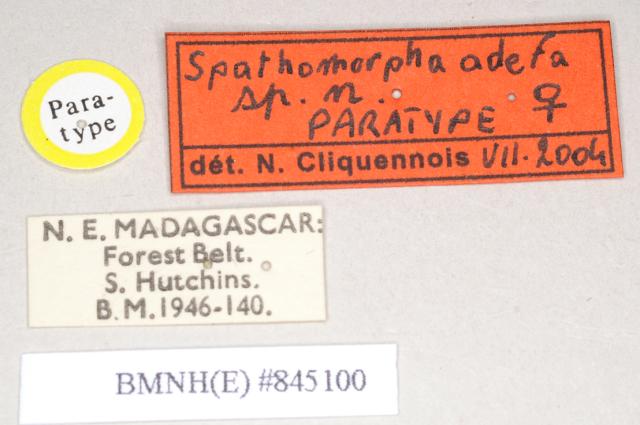 Para-
type
Spathomorpha adefa
sp. n. ♀
PARATYPE
dét. N. Cliquennois VII.2004
N. E. MADAGASCAR:
Forest Belt.
S. Hutchins.
B.M.1946-140.
BMNH(E) #845100